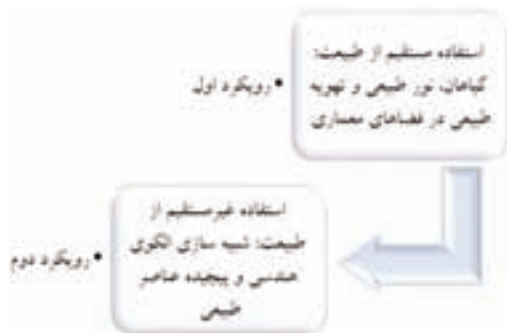 استفاده مستقیم از طبیعت:
گیاهان، نور طبیعی و تهویه
طبیعی در فضاهای معماری.
• رویکرد اول
استفاده غیرمستقیم از
طبیعت: شبیه سازی الگوی
هندسی و پیچیده عناصر
طبیعی
• رویکرد دوم